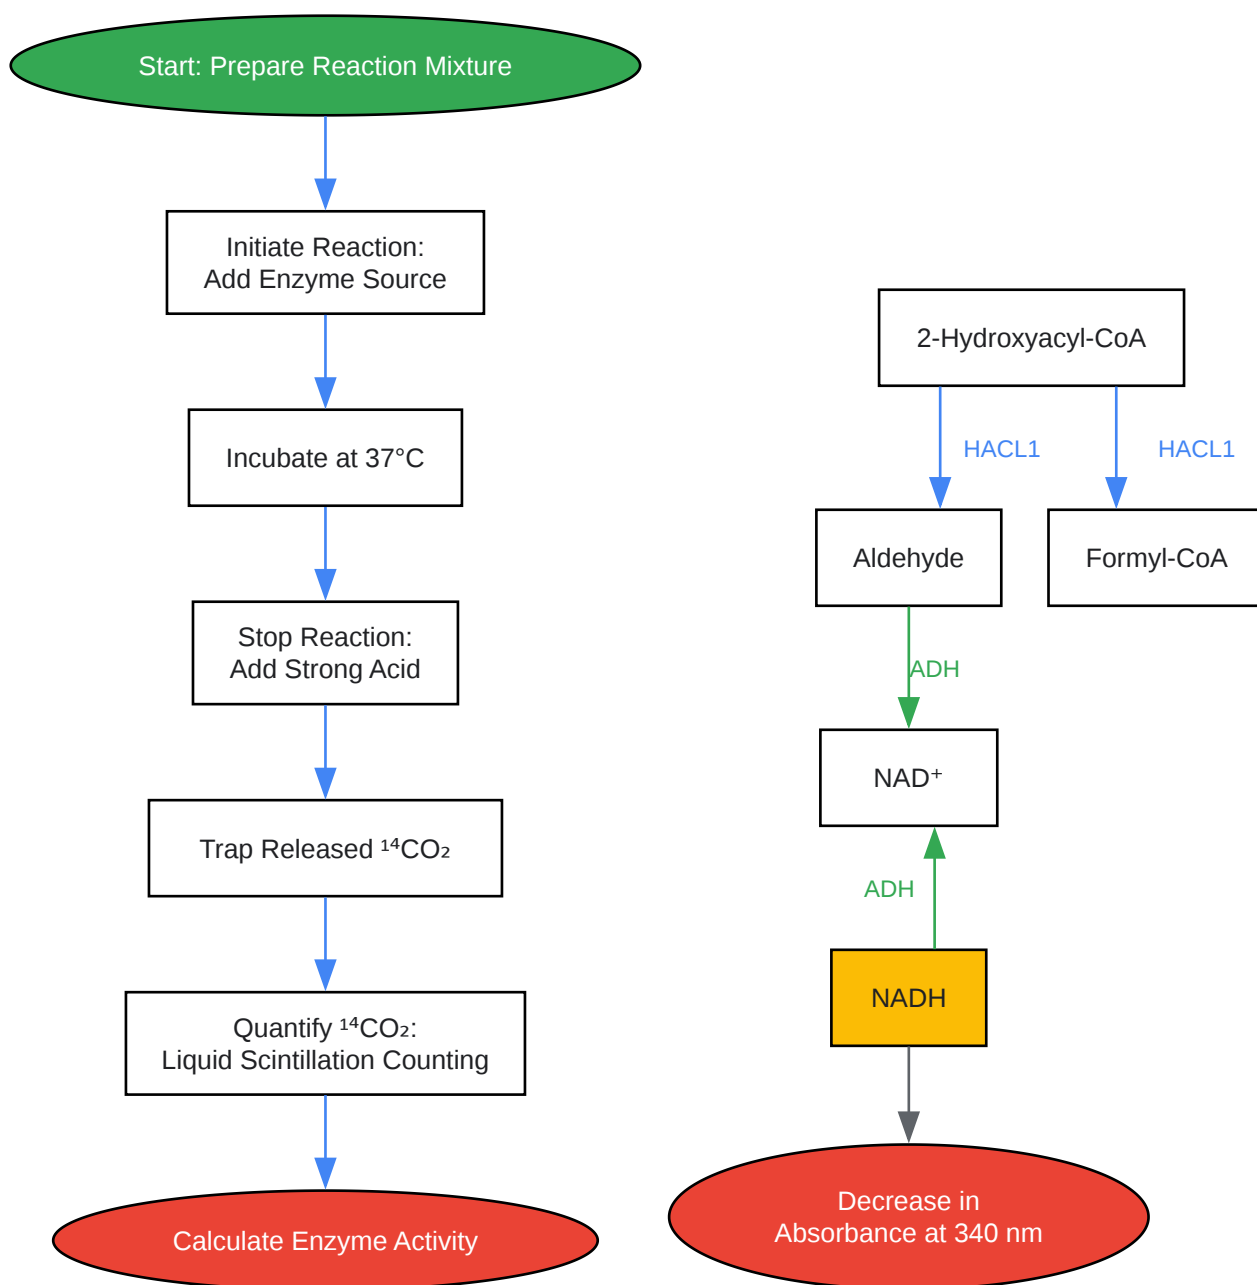 Start: Prepare Reaction Mixture
Initiate Reaction:
Add Enzyme Source
Incubate at 37°C
Stop Reaction:
Add Strong Acid
Trap Released ¹⁴CO₂
Quantify ¹⁴CO₂:
Liquid Scintillation Counting
Calculate Enzyme Activity
2-Hydroxyacyl-CoA
HACL1
HACL1
Aldehyde
Formyl-CoA
ADH
NAD⁺
ADH
NADH
Decrease in
Absorbance at 340 nm